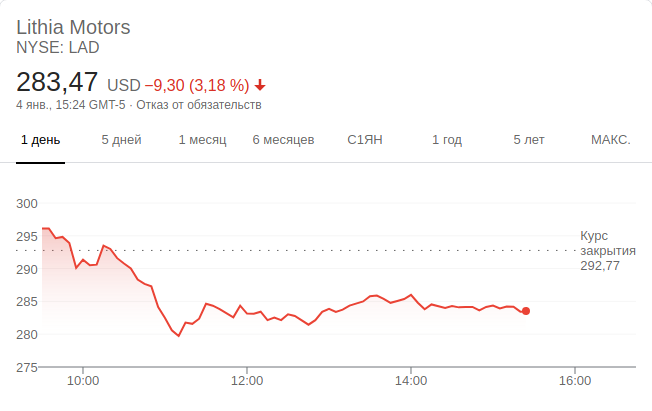 Lithia Motors
NYSE: LAD
283,47 USD −9,30 (3,18 %)
4 янв., 15:24 GMT-5 · Отказ от обязательств
1 день 5 дней 1 месяц 6 месяцев С1ЯН 1 год 5 лет МАКС.
300
295
290
285
280
275
Курс
закрытия
292,77
10:00 12:00 14:00 16:00